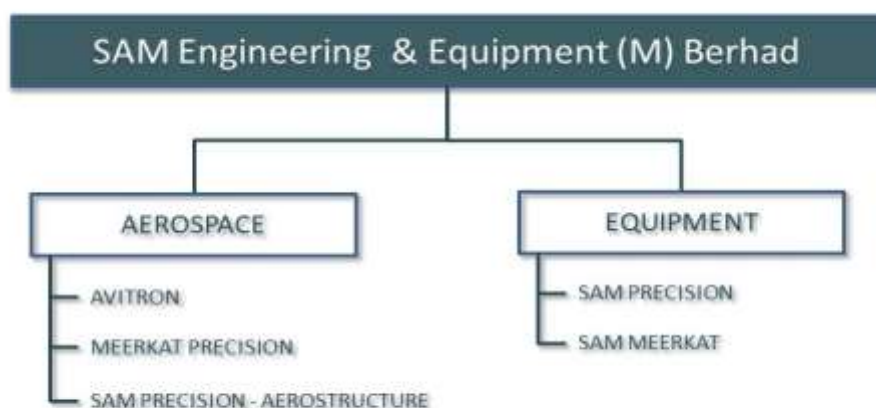 SAM Engineering & Equipment (M) Berhad
AEROSPACE
AVITRON
MEERKAT PRECISION
SAM PRECISION - AEROSTRUCTURE
EQUIPMENT
SAM PRECISION
SAM MEERKAT